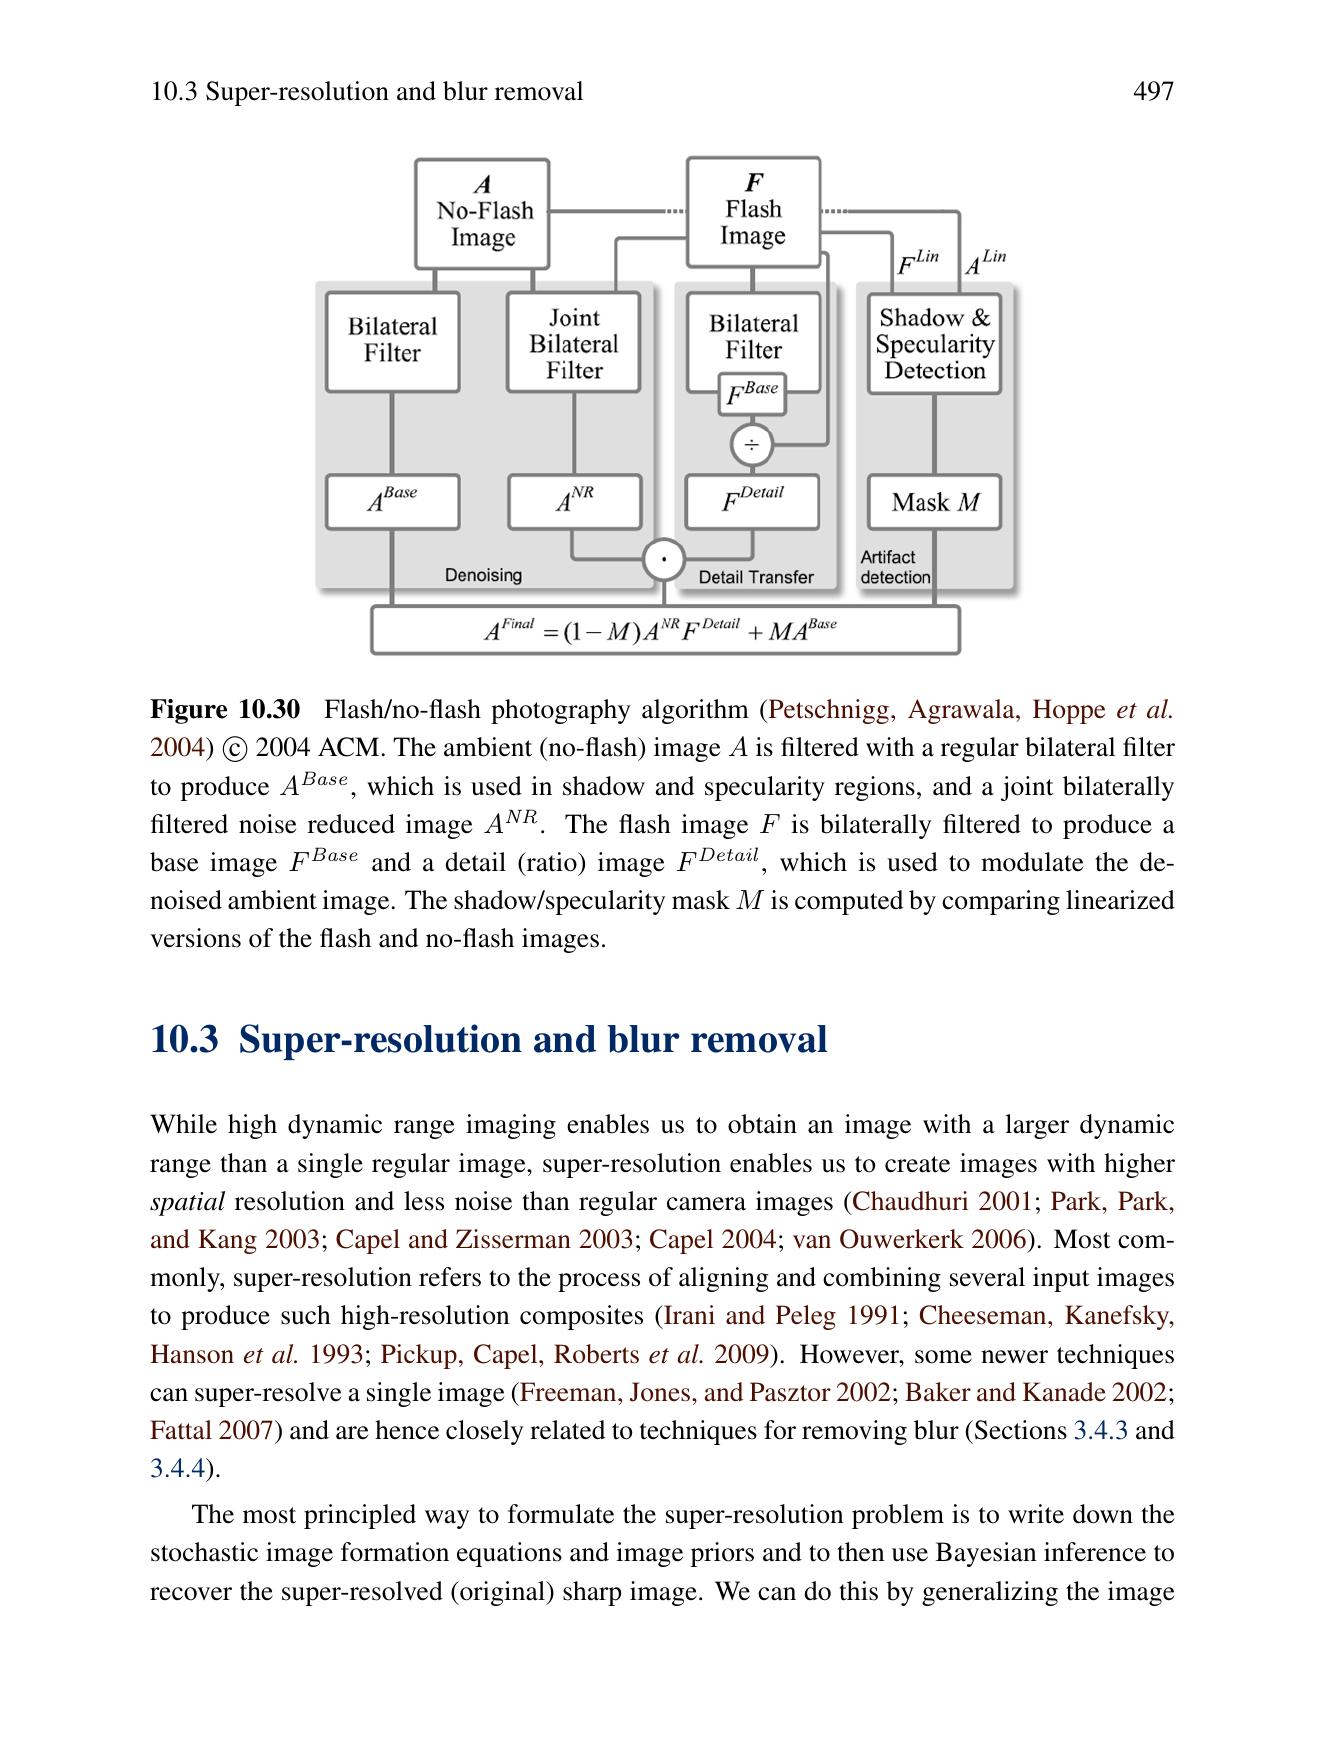 10.3 Super-resolution and blur removal 497
A
No-Flash
Image
F
Flash
Image
F^Lin A^Lin
Bilateral
Filter
Joint
Bilateral
Filter
Bilateral
Filter
F^Base
÷
Shadow &
Specularity
Detection
A^Base
A^NR
F^Detail
Mask M
·
Denoising
Detail Transfer
Artifact
detection
A^Final = (1 − M) A^NR F^Detail + M A^Base
Figure 10.30 Flash/no-flash photography algorithm (Petschnigg, Agrawala, Hoppe et al.
2004) © 2004 ACM. The ambient (no-flash) image A is filtered with a regular bilateral filter
to produce A^Base, which is used in shadow and specularity regions, and a joint bilaterally
filtered noise reduced image A^NR. The flash image F is bilaterally filtered to produce a
base image F^Base and a detail (ratio) image F^Detail, which is used to modulate the de-
noised ambient image. The shadow/specularity mask M is computed by comparing linearized
versions of the flash and no-flash images.
10.3 Super-resolution and blur removal
While high dynamic range imaging enables us to obtain an image with a larger dynamic
range than a single regular image, super-resolution enables us to create images with higher
spatial resolution and less noise than regular camera images (Chaudhuri 2001; Park, Park,
and Kang 2003; Capel and Zisserman 2003; Capel 2004; van Ouwerkerk 2006). Most com-
monly, super-resolution refers to the process of aligning and combining several input images
to produce such high-resolution composites (Irani and Peleg 1991; Cheeseman, Kanefsky,
Hanson et al. 1993; Pickup, Capel, Roberts et al. 2009). However, some newer techniques
can super-resolve a single image (Freeman, Jones, and Pasztor 2002; Baker and Kanade 2002;
Fattal 2007) and are hence closely related to techniques for removing blur (Sections 3.4.3 and
3.4.4).
The most principled way to formulate the super-resolution problem is to write down the
stochastic image formation equations and image priors and to then use Bayesian inference to
recover the super-resolved (original) sharp image. We can do this by generalizing the image